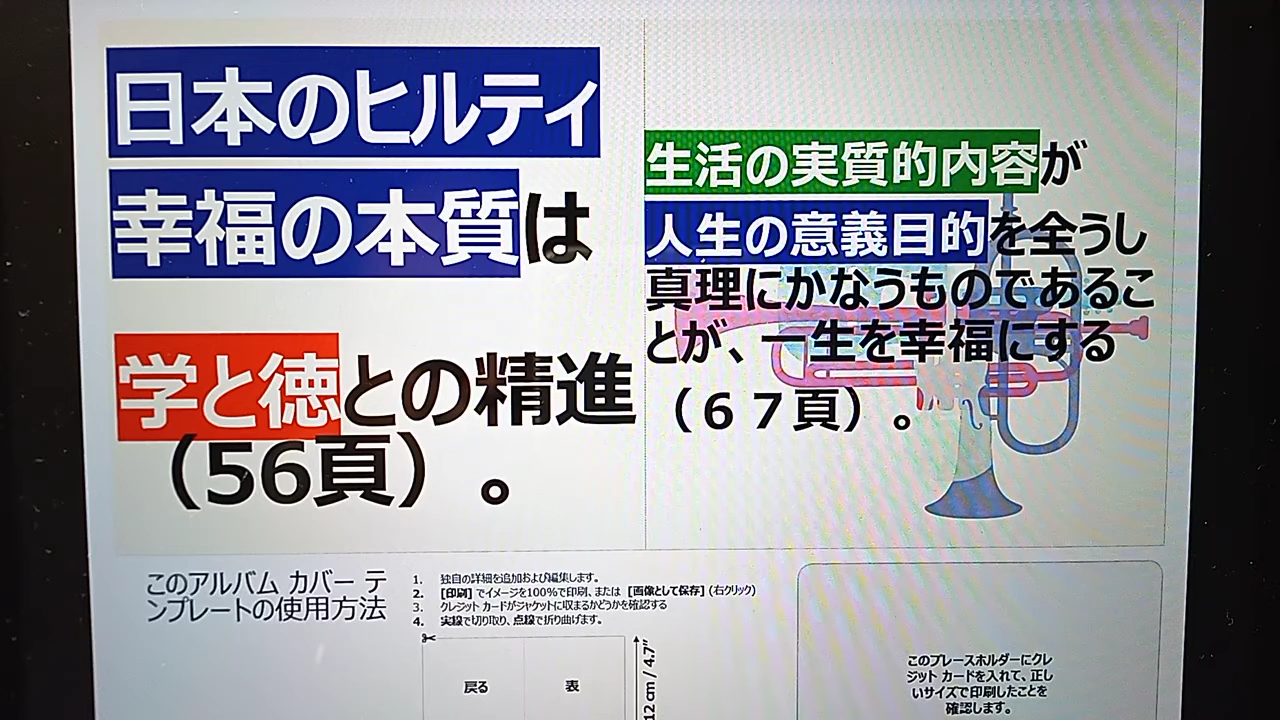 日本のヒルティ
幸福の本質は
学と徳との精進
（56頁）。
生活の実質的内容が
人生の意義目的を全うし
真理にかなうものであるこ
とが、一生を幸福にする
（６７頁）。
このアルバム カバー テ
ンプレートの使用方法
1. 独自の詳細を追加および編集します。
2. [印刷] でイメージを100%で印刷、または [画像として保存] (右クリック)
3. クレジット カードがジャケットに収まるかどうかを確認する
4. 実線で切り取り、点線で折り曲げます。
戻る
表
12 cm / 4.7"
このプレースホルダーにクレ
ジット カードを入れて、正し
いサイズで印刷したことを
確認します。